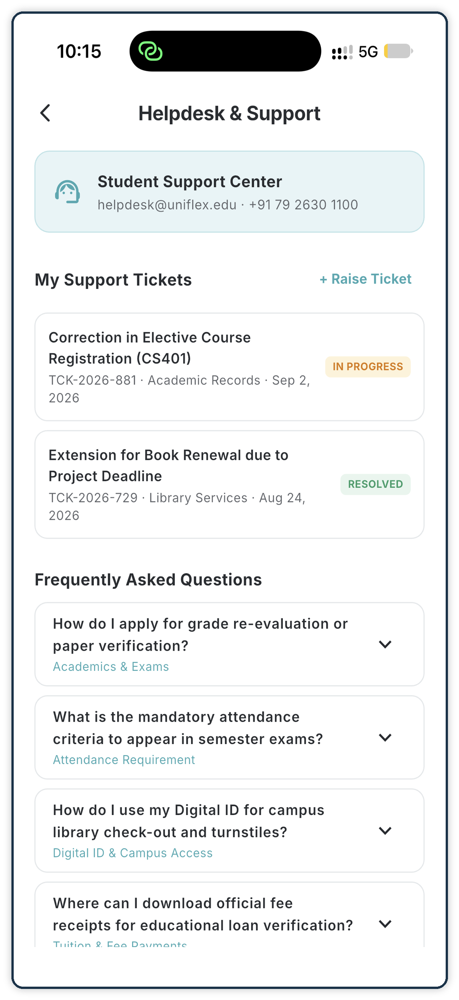 10:15
5G
Helpdesk & Support
Student Support Center
helpdesk@uniflex.edu · +91 79 2630 1100
My Support Tickets
+ Raise Ticket
Correction in Elective Course
Registration (CS401)
IN PROGRESS
TCK-2026-881 · Academic Records · Sep 2,
2026
Extension for Book Renewal due to
Project Deadline
RESOLVED
TCK-2026-729 · Library Services · Aug 24,
2026
Frequently Asked Questions
How do I apply for grade re-evaluation or
paper verification?
Academics & Exams
What is the mandatory attendance
criteria to appear in semester exams?
Attendance Requirement
How do I use my Digital ID for campus
library check-out and turnstiles?
Digital ID & Campus Access
Where can I download official fee
receipts for educational loan verification?
Tuition & Fee Payments